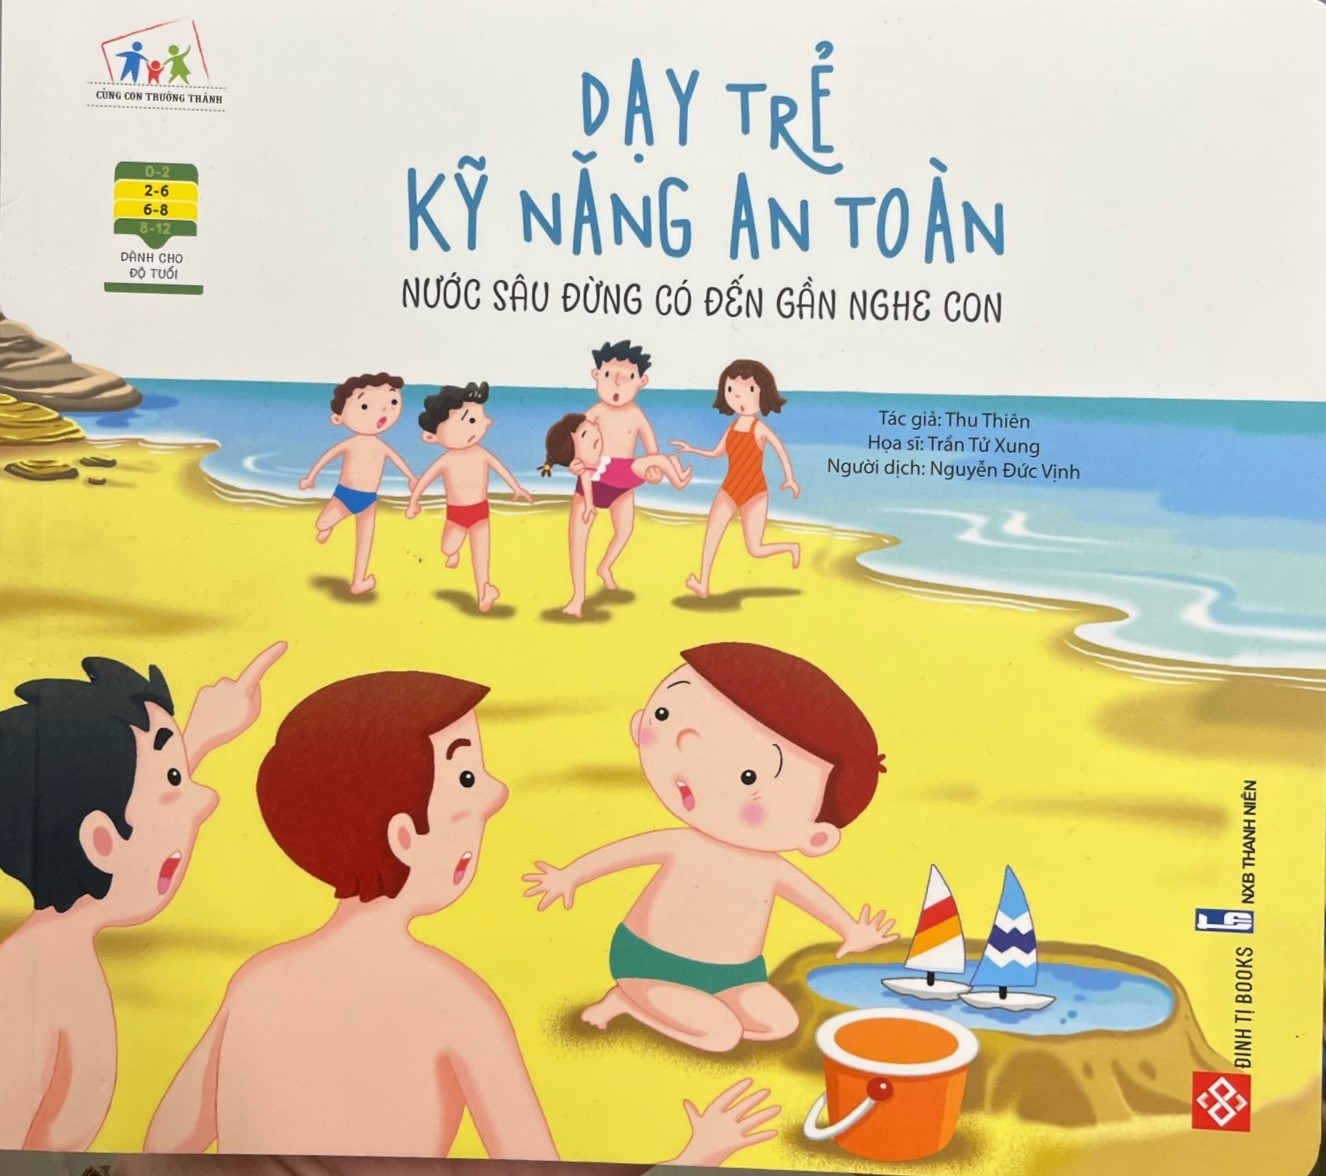 CÙNG CON TRƯỞNG THÀNH
0-2
2-6
6-8
8-12
DÀNH CHO
ĐỘ TUỔI
DẠY TRẺ
KỸ NĂNG AN TOÀN
NƯỚC SÂU ĐỪNG CÓ ĐẾN GẦN NGHE CON
Tác giả: Thu Thiên
Họa sĩ: Trần Tử Xung
Người dịch: Nguyễn Đức Vịnh
NXB THANH NIÊN
ĐINH TỊ BOOKS